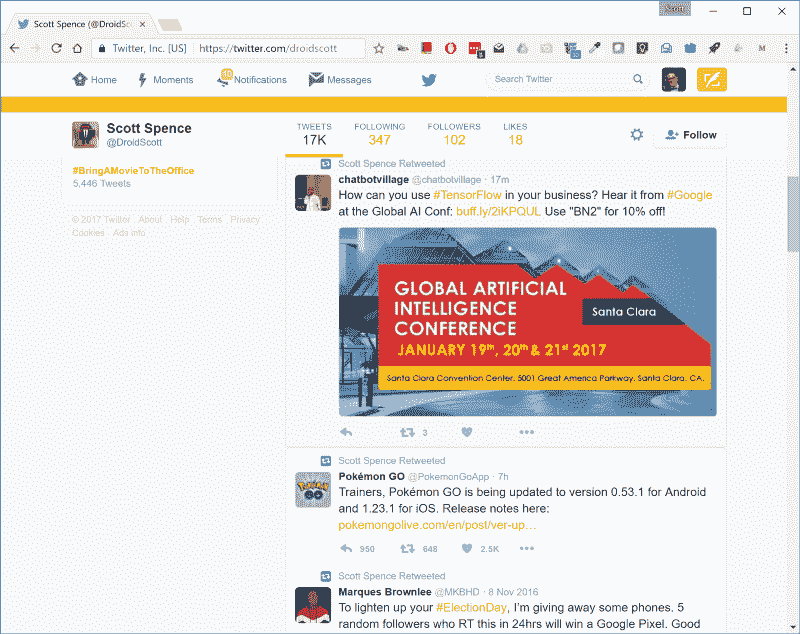 Scott
Scott Spence (@DroidSco
Twitter, Inc. [US] https://twitter.com/droidscott
Home Moments Notifications Messages Search Twitter
Scott Spence
@DroidScott
TWEETS FOLLOWING FOLLOWERS LIKES
17K 347 102 18
Follow
#BringAMovieToTheOffice
5,446 Tweets
© 2017 Twitter About Help Terms Privacy
Cookies Ads info
Scott Spence Retweeted
chatbotvillage @chatbotvillage · 17m
How can you use #TensorFlow in your business? Hear it from #Google
at the Global AI Conf: buff.ly/2iKPQUL Use "BN2" for 10% off!
GLOBAL ARTIFICIAL
INTELLIGENCE
CONFERENCE
Santa Clara
JANUARY 19th, 20th & 21st 2017
Santa Clara Convention Center, 5001 Great America Parkway, Santa Clara, CA.
3
Scott Spence Retweeted
Pokémon GO @PokemonGoApp · 7h
Trainers, Pokémon GO is being updated to version 0.53.1 for Android
and 1.23.1 for iOS. Release notes here:
pokemongolive.com/en/post/ver-up…
950 648 2.5K
Scott Spence Retweeted
Marques Brownlee @MKBHD · 8 Nov 2016
To lighten up your #ElectionDay, I'm giving away some phones. 5
random followers who RT this in 24hrs will win a Google Pixel. Good